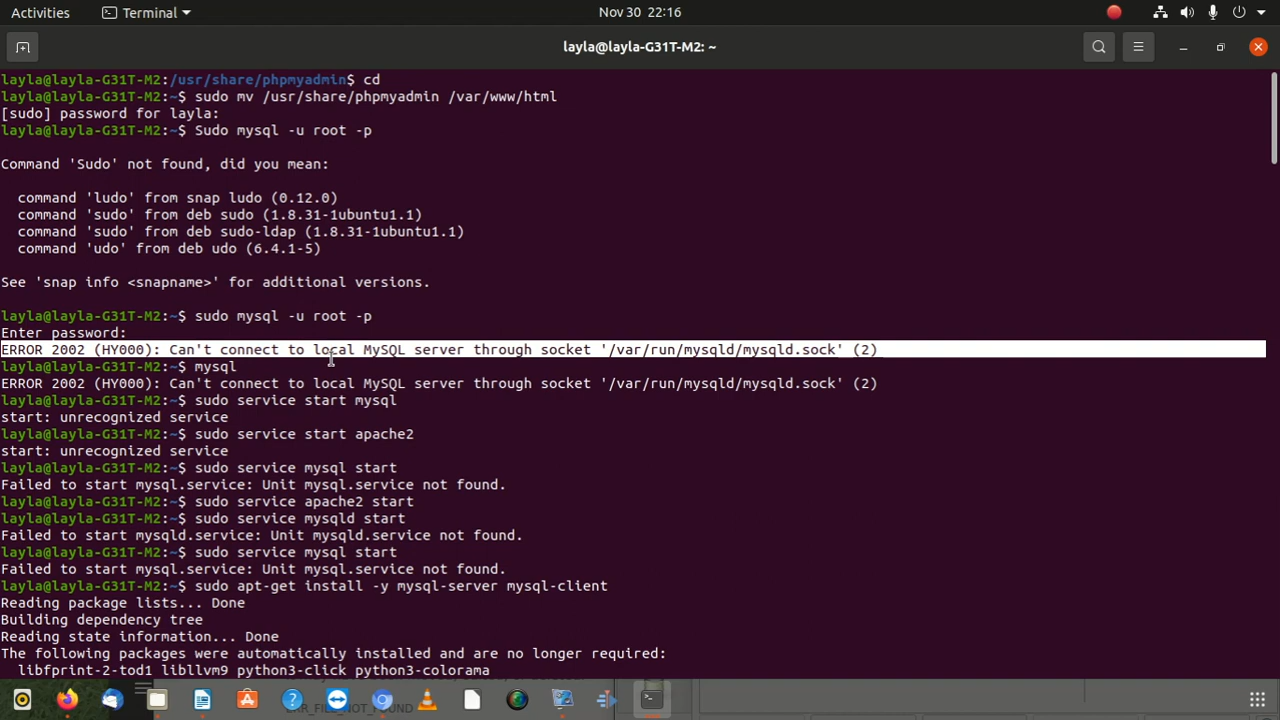 Activities
Terminal
Nov 30 22:16
layla@layla-G31T-M2: ~
layla@layla-G31T-M2:/usr/share/phpmyadmin$ cd
layla@layla-G31T-M2:~$ sudo mv /usr/share/phpmyadmin /var/www/html
[sudo] password for layla:
layla@layla-G31T-M2:~$ Sudo mysql -u root -p
Command 'Sudo' not found, did you mean:
command 'ludo' from snap ludo (0.12.0)
command 'sudo' from deb sudo (1.8.31-1ubuntu1.1)
command 'sudo' from deb sudo-ldap (1.8.31-1ubuntu1.1)
command 'udo' from deb udo (6.4.1-5)
See 'snap info <snapname>' for additional versions.
layla@layla-G31T-M2:~$ sudo mysql -u root -p
Enter password:
ERROR 2002 (HY000): Can't connect to local MySQL server through socket '/var/run/mysqld/mysqld.sock' (2)
layla@layla-G31T-M2:~$ mysql
ERROR 2002 (HY000): Can't connect to local MySQL server through socket '/var/run/mysqld/mysqld.sock' (2)
layla@layla-G31T-M2:~$ sudo service start mysql
start: unrecognized service
layla@layla-G31T-M2:~$ sudo service start apache2
start: unrecognized service
layla@layla-G31T-M2:~$ sudo service mysql start
Failed to start mysql.service: Unit mysql.service not found.
layla@layla-G31T-M2:~$ sudo service apache2 start
layla@layla-G31T-M2:~$ sudo service mysqld start
Failed to start mysqld.service: Unit mysqld.service not found.
layla@layla-G31T-M2:~$ sudo service mysql start
Failed to start mysql.service: Unit mysql.service not found.
layla@layla-G31T-M2:~$ sudo apt-get install -y mysql-server mysql-client
Reading package lists... Done
Building dependency tree
Reading state information... Done
The following packages were automatically installed and are no longer required:
libfprint-2-tod1 libllvm9 python3-click python3-colorama
ERR_FILE_NOT_FOUND